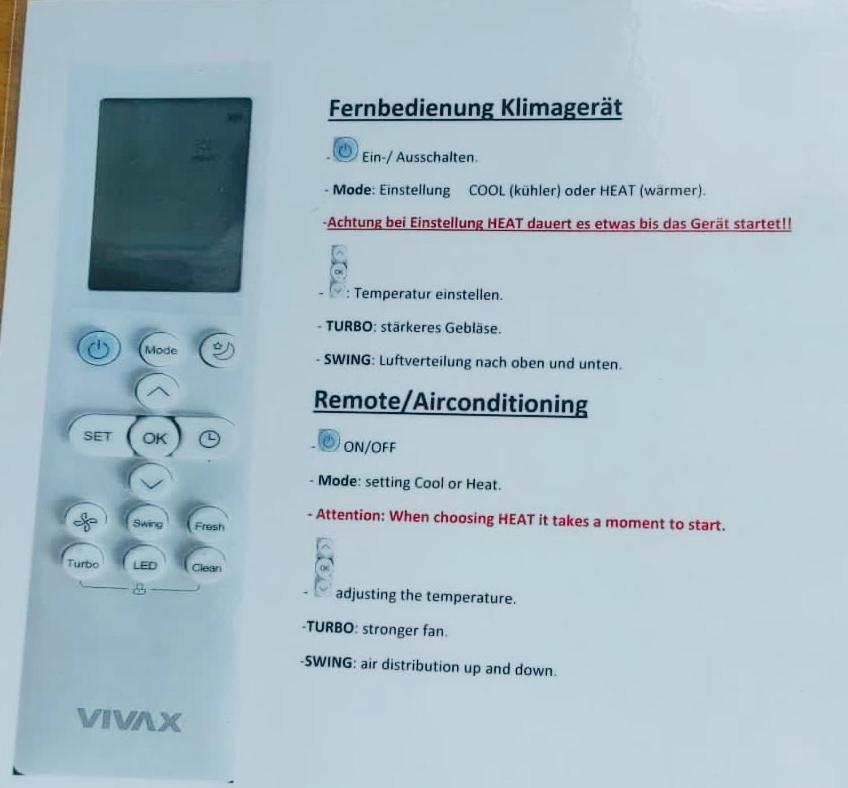 Fernbedienung Klimagerät
- Ein-/ Ausschalten.
- Mode: Einstellung COOL (kühler) oder HEAT (wärmer).
-Achtung bei Einstellung HEAT dauert es etwas bis das Gerät startet!!
OK
- : Temperatur einstellen.
- TURBO: stärkeres Gebläse.
- SWING: Luftverteilung nach oben und unten.
Remote/Airconditioning
- ON/OFF
- Mode: setting Cool or Heat.
- Attention: When choosing HEAT it takes a moment to start.
OK
- adjusting the temperature.
-TURBO: stronger fan.
-SWING: air distribution up and down.
Mode
SET OK
Swing Fresh
Turbo LED Clean
VIVAX